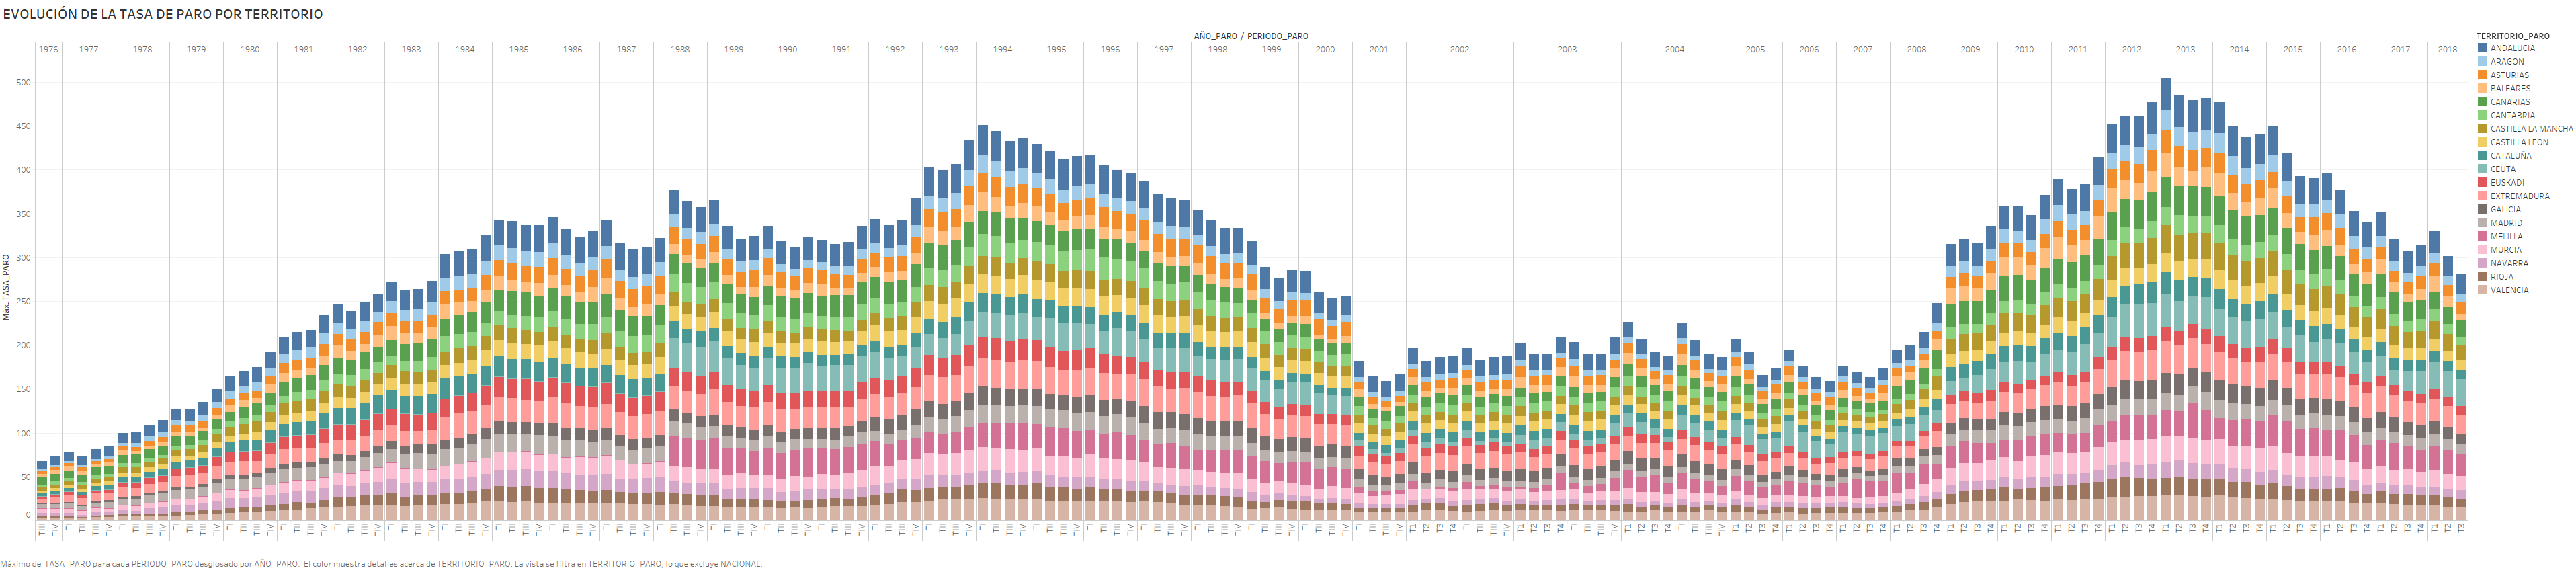 EVOLUCIÓN DE LA TASA DE PARO POR TERRITORIO
AÑO_PARO / PERIODO_PARO
1976 1977 1978 1979 1980 1981 1982 1983 1984 1985 1986 1987 1988 1989 1990 1991 1992 1993 1994 1995 1996 1997 1998 1999 2000 2001 2002 2003 2004 2005 2006 2007 2008 2009 2010 2011 2012 2013 2014 2015 2016 2017 2018
Máx. TASA_PARO
500
450
400
350
300
250
200
150
100
50
0
TERRITORIO_PARO
ANDALUCIA
ARAGON
ASTURIAS
BALEARES
CANARIAS
CANTABRIA
CASTILLA LA MANCHA
CASTILLA LEON
CATALUÑA
CEUTA
EUSKADI
EXTREMADURA
GALICIA
MADRID
MELILLA
MURCIA
NAVARRA
RIOJA
VALENCIA
Máximo de TASA_PARO para cada PERIODO_PARO desglosado por AÑO_PARO. El color muestra detalles acerca de TERRITORIO_PARO. La vista se filtra en TERRITORIO_PARO, lo que excluye NACIONAL.